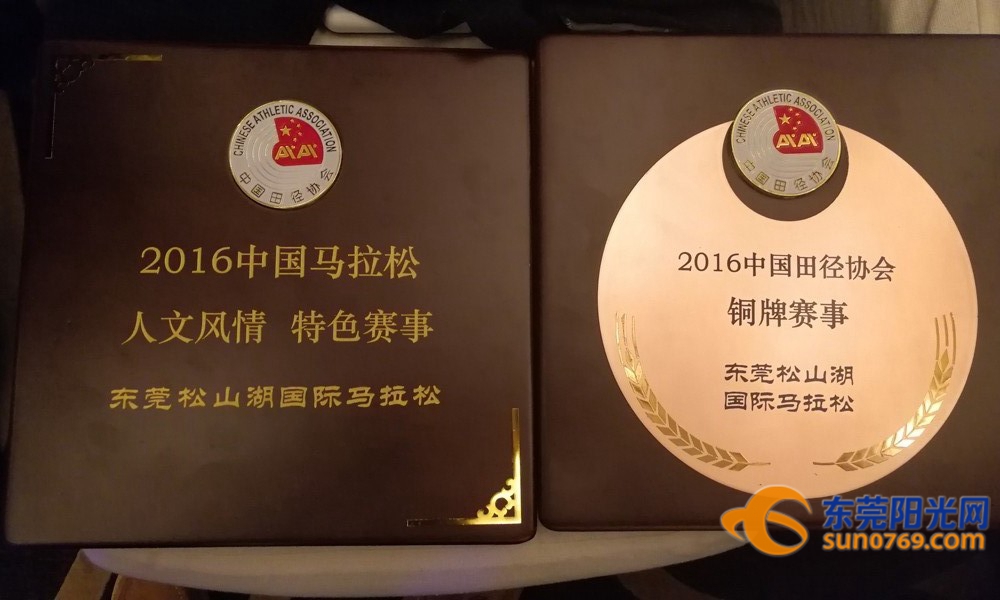 CHINESE ATHLETIC ASSOCIATION
中国田径协会
2016中国马拉松
人文风情 特色赛事
东莞松山湖国际马拉松
CHINESE ATHLETIC ASSOCIATION
中国田径协会
2016中国田径协会
铜牌赛事
东莞松山湖
国际马拉松
东莞阳光网
sun0769.com